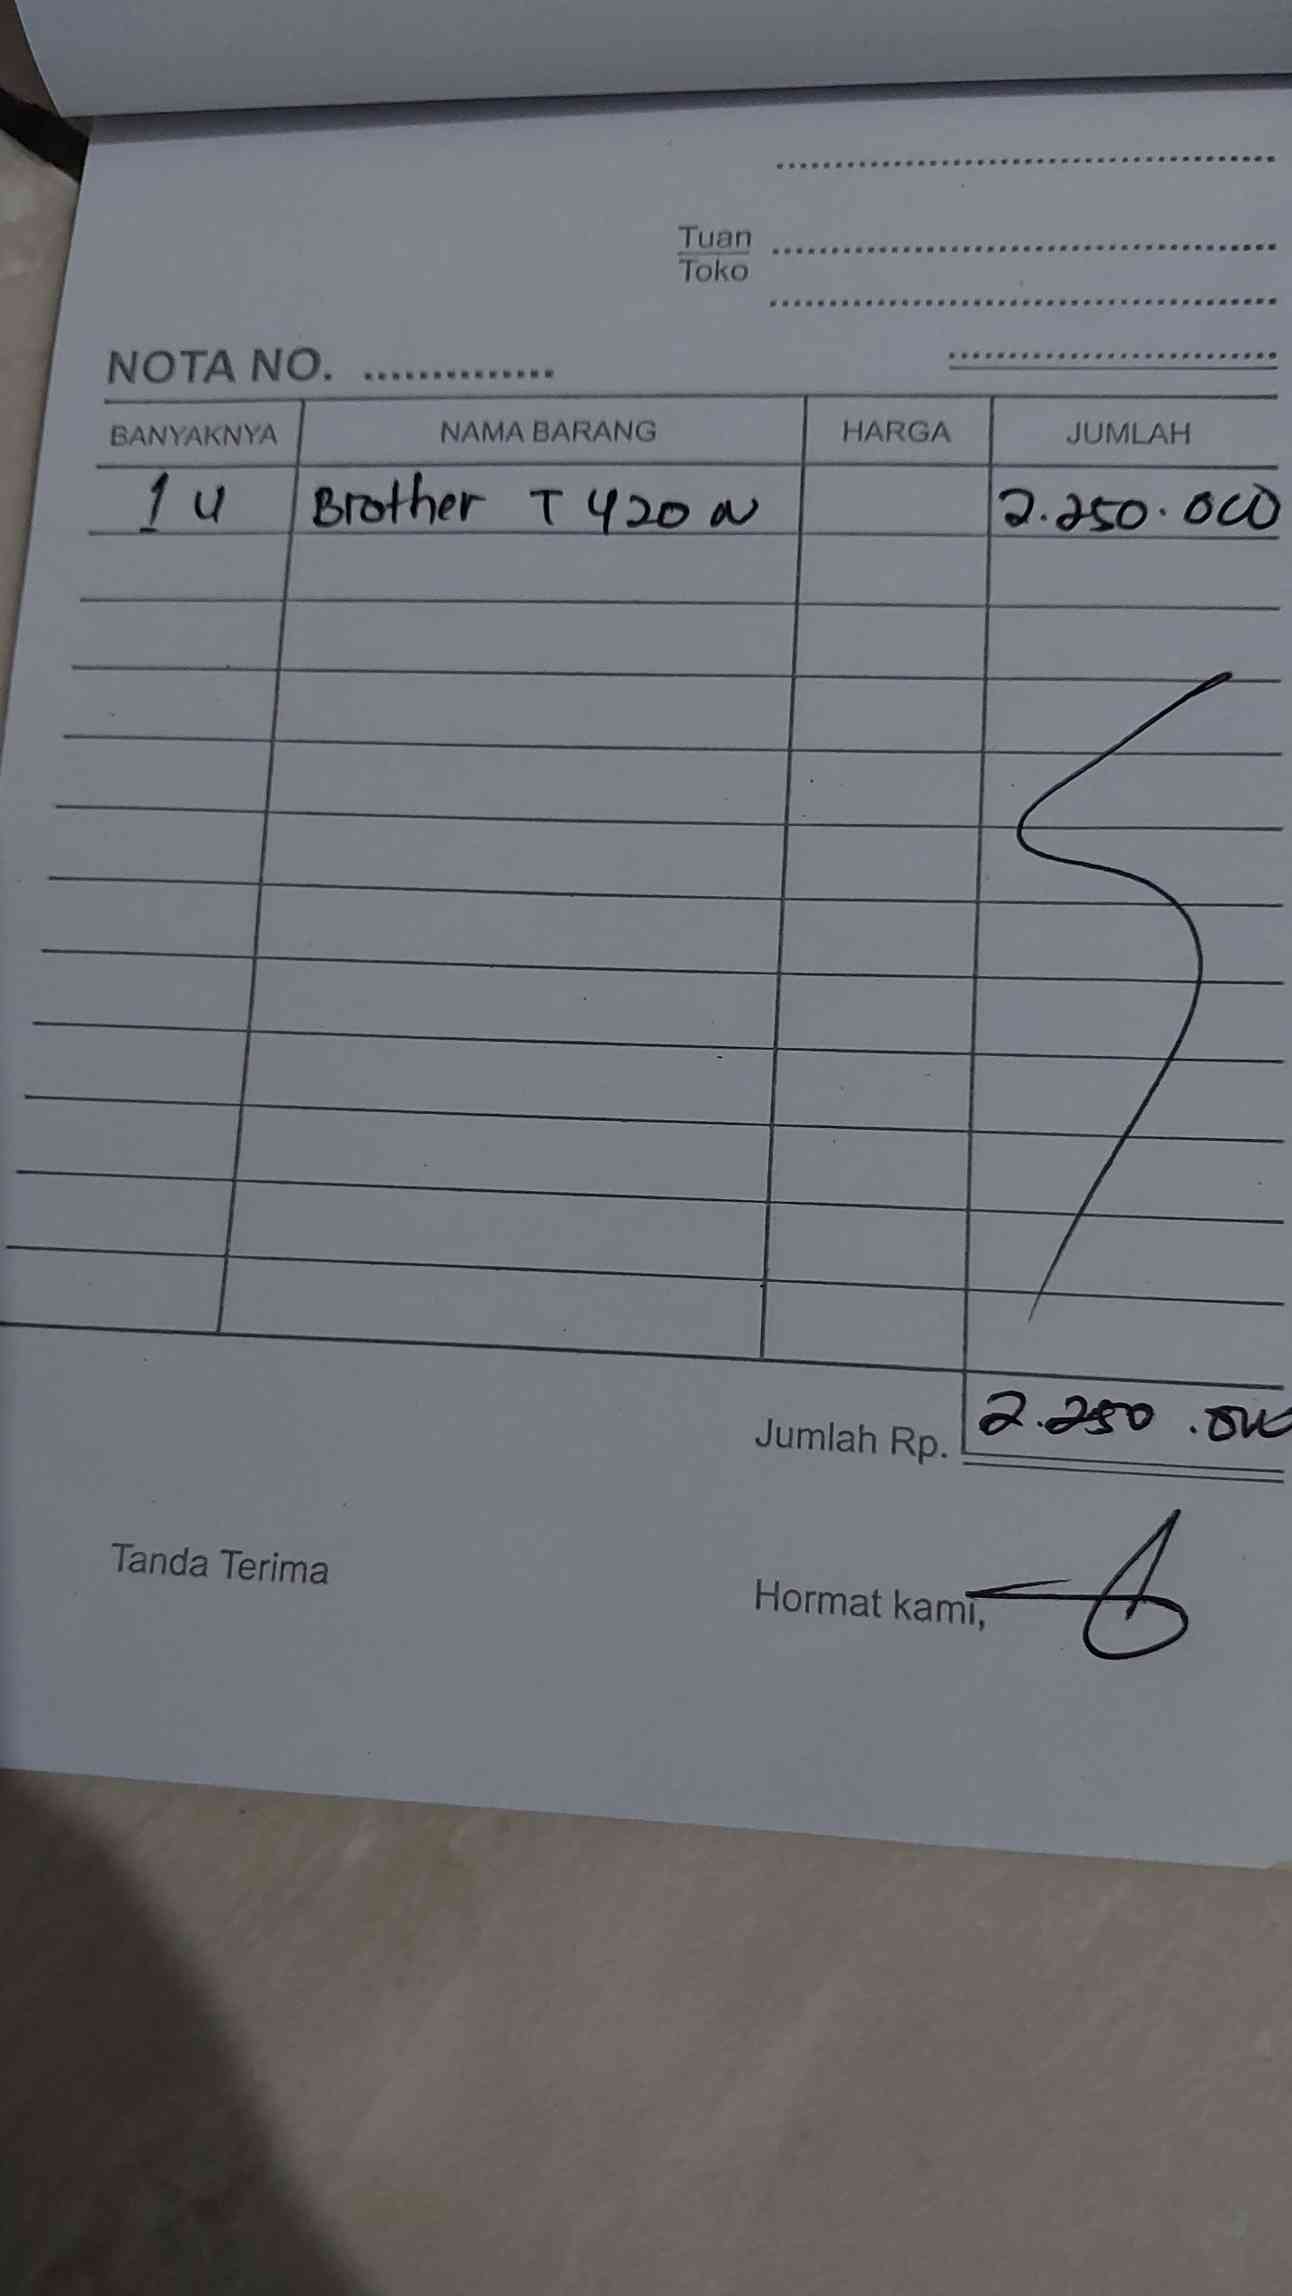 Tuan
Toko
NOTA NO.
BANYAKNYA NAMA BARANG HARGA JUMLAH
1 U Brother T 420 W 2.250.000
Jumlah Rp. 2.250.000
Tanda Terima
Hormat kami,